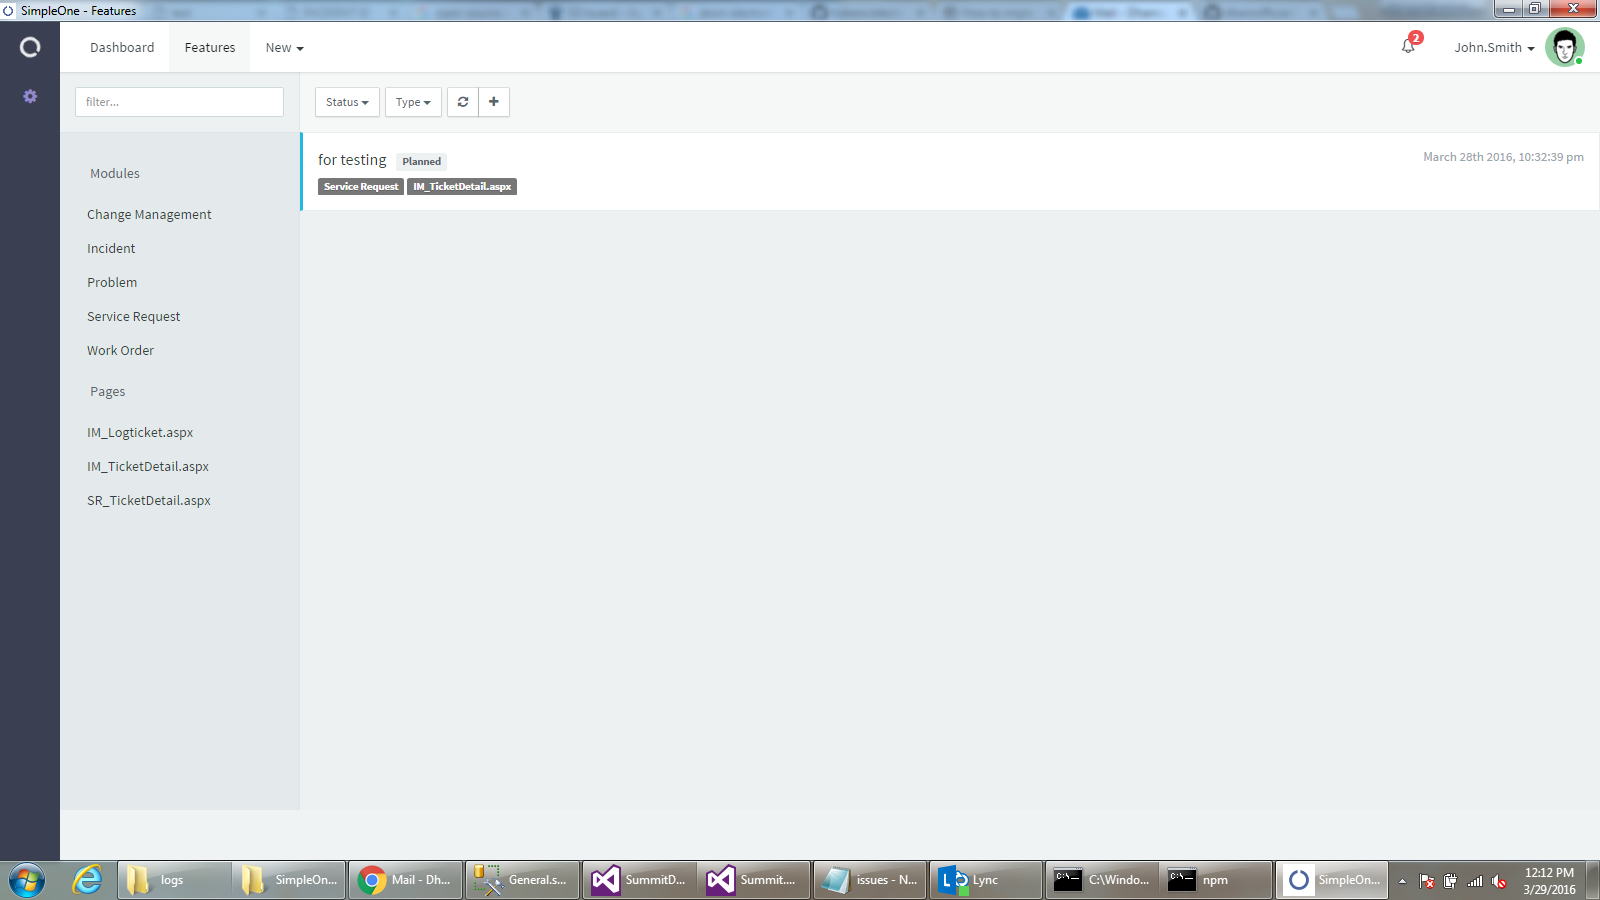 SimpleOne - Features
Dashboard
Features
New
2
John.Smith
filter...
Status
Type
Modules
Change Management
Incident
Problem
Service Request
Work Order
Pages
IM_Logticket.aspx
IM_TicketDetail.aspx
SR_TicketDetail.aspx
for testing Planned
March 28th 2016, 10:32:39 pm
Service Request IM_TicketDetail.aspx
logs
SimpleOn...
Mail - Dh...
General.s...
SummitD...
Summit....
issues - N...
Lync
C:\Windo...
npm
SimpleOn...
12:12 PM
3/29/2016